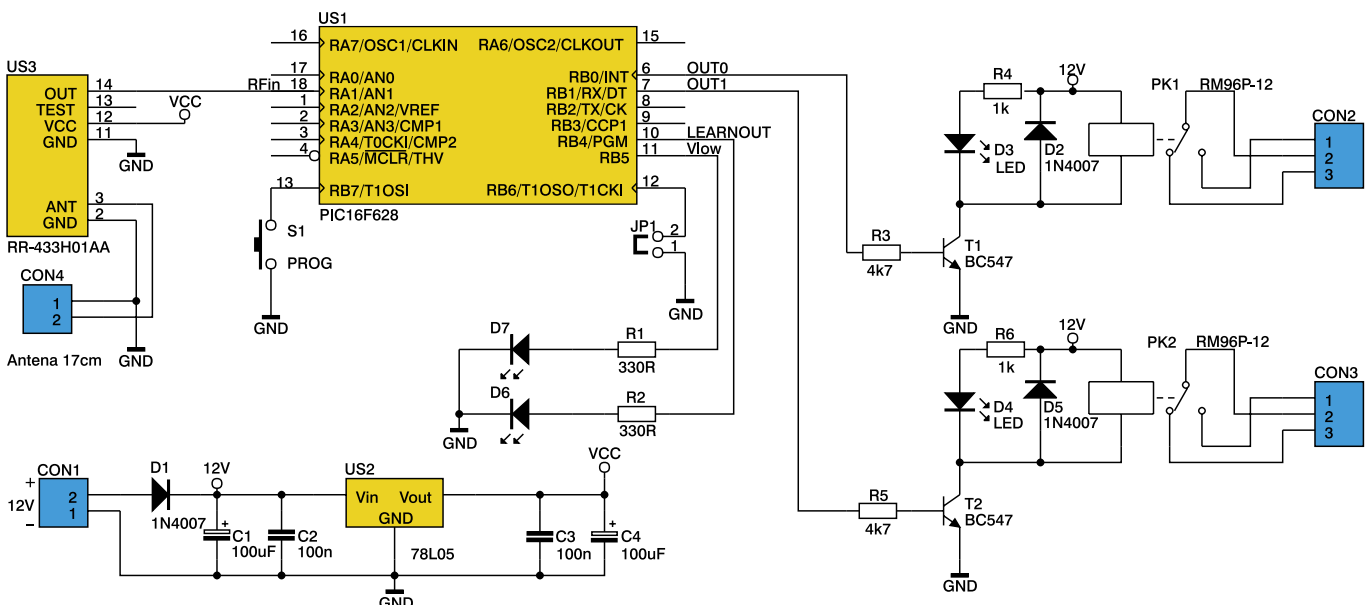 US3
OUT
TEST
VCC
GND
ANT
GND
14
13
12
11
3
2
RR-433H01AA
VCC
GND
CON4
1
2
Antena 17cm
GND
US1
16 RA7/OSC1/CLKIN
RA6/OSC2/CLKOUT 15
17 RA0/AN0
RFin 18 RA1/AN1
1 RA2/AN2/VREF
2 RA3/AN3/CMP1
3 RA4/T0CKI/CMP2
4 RA5/MCLR/THV
13 RB7/T1OSI
RB0/INT 6 OUT0
RB1/RX/DT 7 OUT1
RB2/TX/CK 8
RB3/CCP1 9
RB4/PGM 10 LEARNOUT
RB5 11 Vlow
RB6/T1OSO/T1CKI 12
PIC16F628
S1
PROG
GND
JP1
2
1
GND
D7
R1
330R
D6
R2
330R
GND
R4
1k
12V
PK1
RM96P-12
CON2
1
2
3
D3
LED
D2
1N4007
R3
4k7
T1
BC547
GND
R6
1k
12V
PK2
RM96P-12
CON3
1
2
3
D4
LED
D5
1N4007
R5
4k7
T2
BC547
GND
CON1
+
12V
−
2
1
D1
1N4007
12V
+
C1
100uF
C2
100n
US2
Vin Vout
GND
78L05
GND
C3
100n
VCC
+
C4
100uF